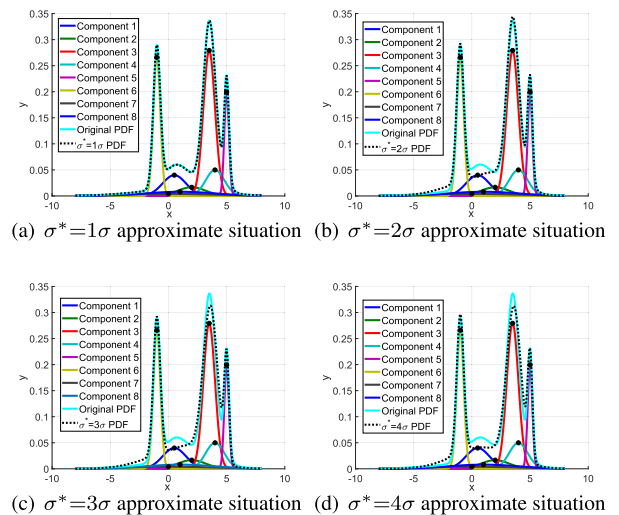 0.35
0.3
0.25
0.2
0.15
0.1
0.05
0
y
-10 -5 0 5 10
x
Component 1
Component 2
Component 3
Component 4
Component 5
Component 6
Component 7
Component 8
Original PDF
σ*=1σ PDF
(a) σ*=1σ approximate situation
0.35
0.3
0.25
0.2
0.15
0.1
0.05
0
y
-10 -5 0 5 10
x
Component 1
Component 2
Component 3
Component 4
Component 5
Component 6
Component 7
Component 8
Original PDF
σ*=2σ PDF
(b) σ*=2σ approximate situation
0.35
0.3
0.25
0.2
0.15
0.1
0.05
0
y
-10 -5 0 5 10
x
Component 1
Component 2
Component 3
Component 4
Component 5
Component 6
Component 7
Component 8
Original PDF
σ*=3σ PDF
(c) σ*=3σ approximate situation
0.35
0.3
0.25
0.2
0.15
0.1
0.05
0
y
-10 -5 0 5 10
x
Component 1
Component 2
Component 3
Component 4
Component 5
Component 6
Component 7
Component 8
Original PDF
σ*=4σ PDF
(d) σ*=4σ approximate situation